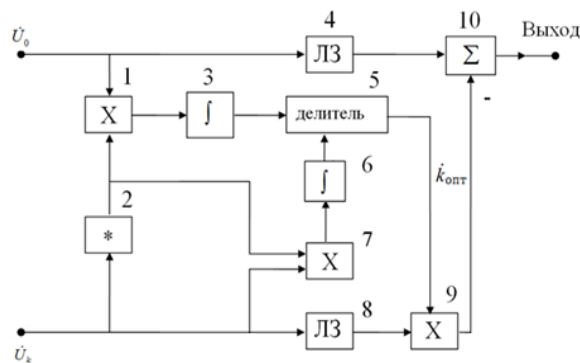 4
10
Выход
U̇₀
ЛЗ
Σ
1
3
5
-
X
∫
делитель
2
∫
6
k̇опт
*
7
X
8
9
ЛЗ
X
U̇ₖ